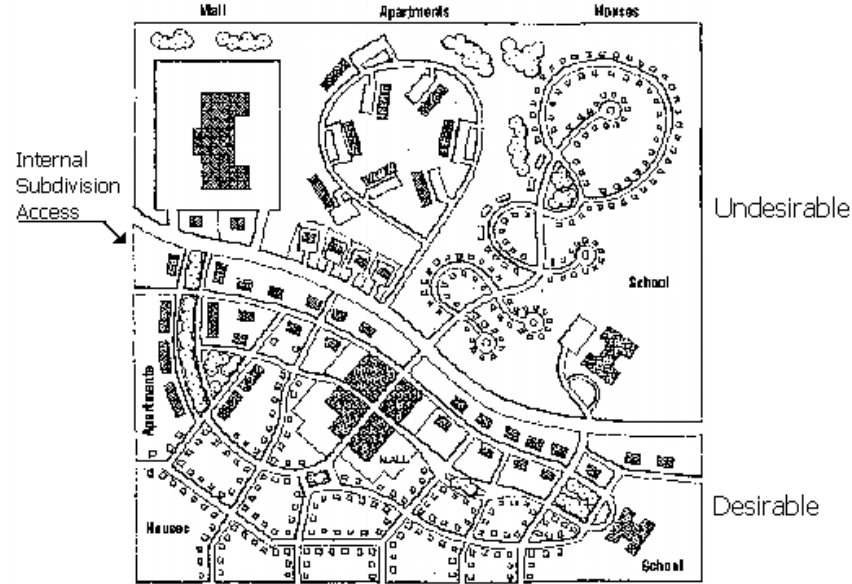 Mall Apartments Houses
Internal
Subdivision
Access
Undesirable
School
Apartments
MALL
Desirable
Houses
School